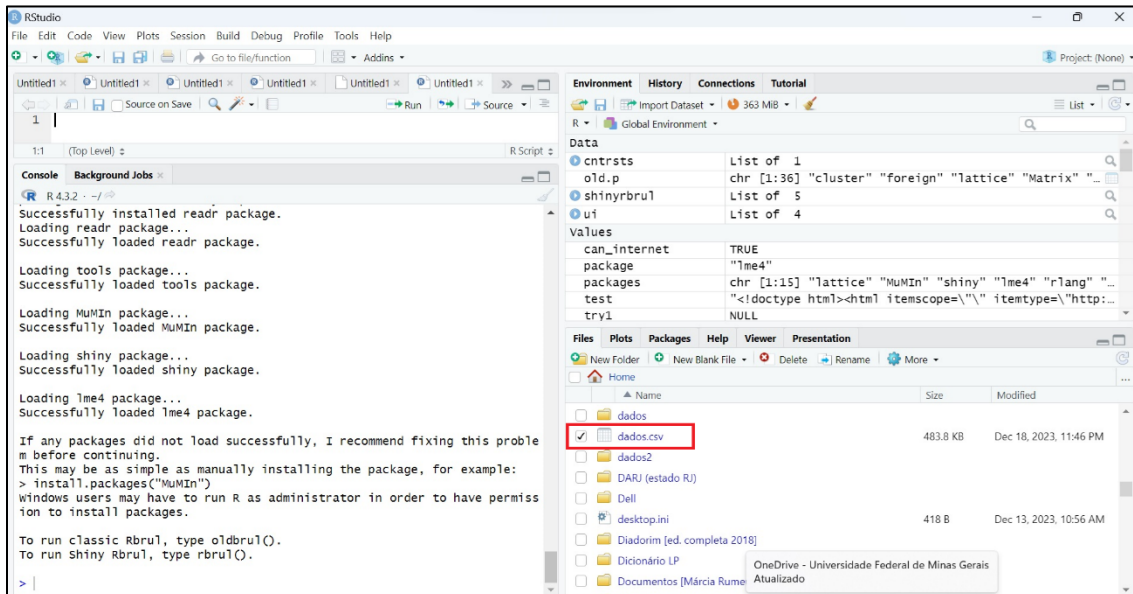 RStudio
File Edit Code View Plots Session Build Debug Profile Tools Help
Go to file/function Addins Project: (None)
Untitled1 Untitled1 Untitled1 Untitled1 Untitled1 Untitled1
Source on Save Run Source
1
1:1 (Top Level) R Script
Console Background Jobs
R 4.3.2 · ~/
Successfully installed readr package.
Loading readr package...
Successfully loaded readr package.
Loading tools package...
Successfully loaded tools package.
Loading MuMIn package...
Successfully loaded MuMIn package.
Loading shiny package...
Successfully loaded shiny package.
Loading lme4 package...
Successfully loaded lme4 package.
If any packages did not load successfully, I recommend fixing this proble
m before continuing.
This may be as simple as manually installing the package, for example:
> install.packages("MuMIn")
Windows users may have to run R as administrator in order to have permiss
ion to install packages.
To run classic Rbrul, type oldbrul().
To run Shiny Rbrul, type rbrul().
>
Environment History Connections Tutorial
Import Dataset 363 MiB List
R Global Environment
Data
cntrsts List of 1
old.p chr [1:36] "cluster" "foreign" "lattice" "Matrix" "…
shinyrbrul List of 5
ui List of 4
Values
can_internet TRUE
package "lme4"
packages chr [1:15] "lattice" "MuMIn" "shiny" "lme4" "rlang" "…
test "<!doctype html><html itemscope=\"\" itemtype=\"http:…
try1 NULL
Files Plots Packages Help Viewer Presentation
New Folder New Blank File Delete Rename More
Home ...
Name Size Modified
dados
dados.csv 483.8 KB Dec 18, 2023, 11:46 PM
dados2
DARJ (estado RJ)
Dell
desktop.ini 418 B Dec 13, 2023, 10:56 AM
Diadorim [ed. completa 2018]
Dicionário LP
Documentos [Márcia Rume
OneDrive - Universidade Federal de Minas Gerais
Atualizado